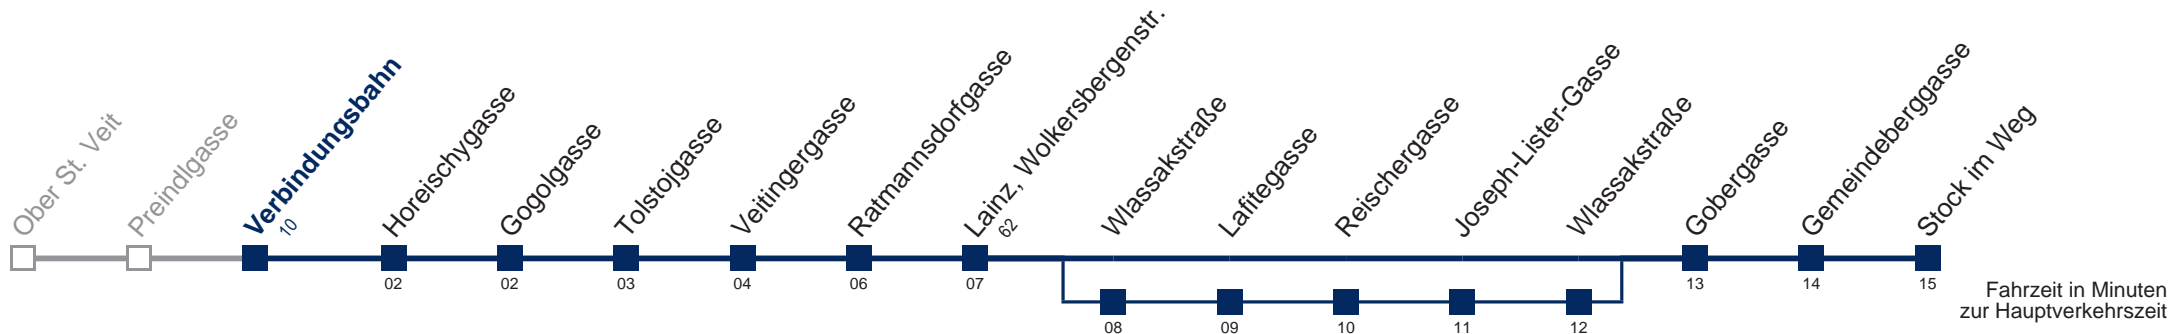 Ober St. Veit
Preindlgasse
Verbindungsbahn
10
Horeischygasse
Gogolgasse
Tolstojgasse
Veitingergasse
Ratmannsdorfgasse
Lainz, Wolkersbergenstr.
62
Wlassakstraße
Lafitegasse
Reischergasse
Joseph-Lister-Gasse
Wlassakstraße
Gobergasse
Gemeindeberggasse
Stock im Weg
02
02
03
04
06
07
13
14
15
08
09
10
11
12
Fahrzeit in Minuten
zur Hauptverkehrszeit